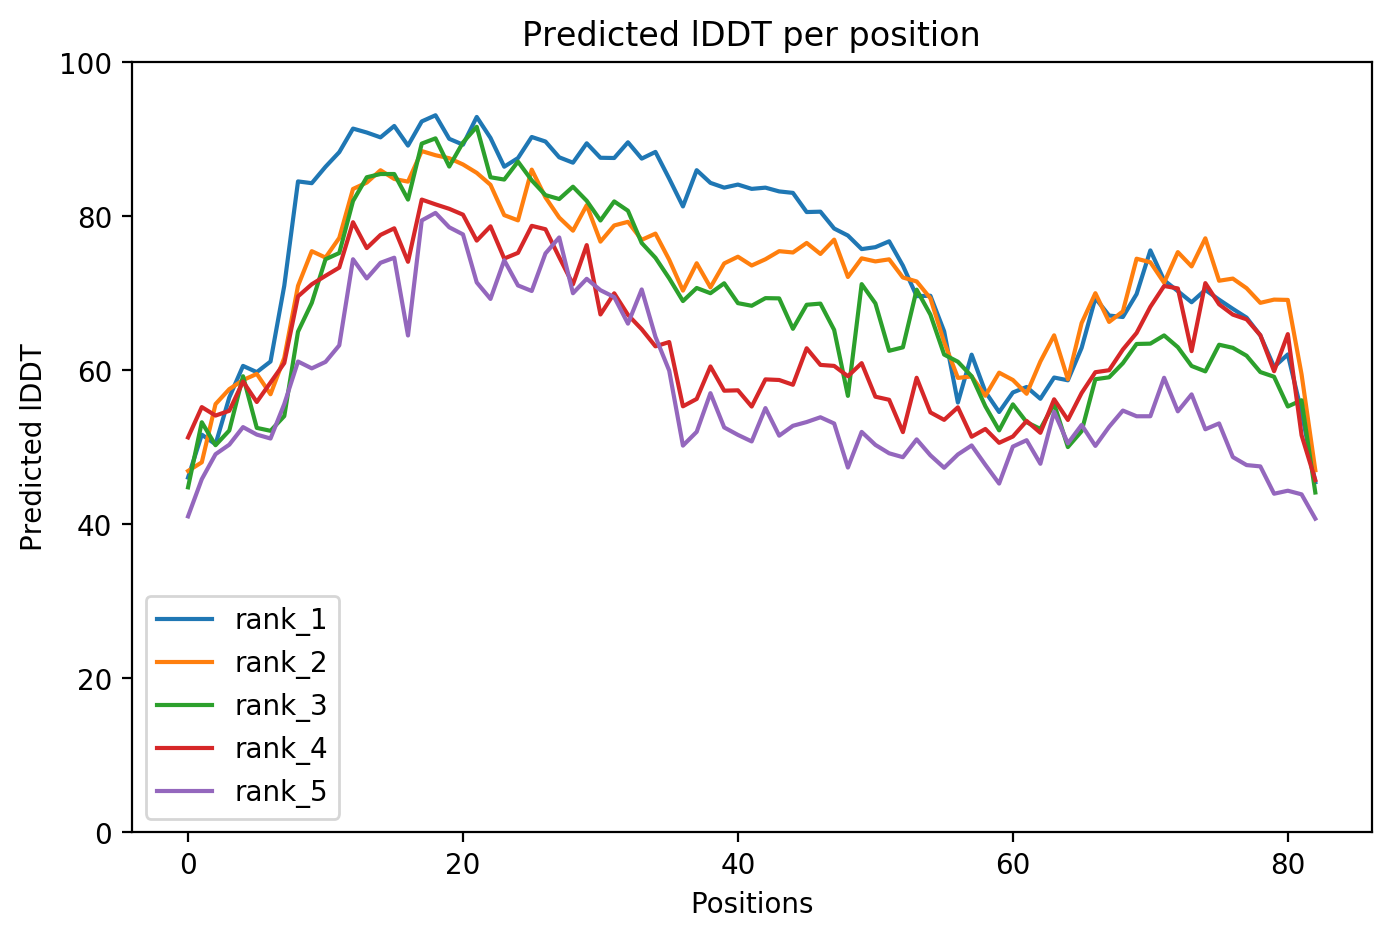 Predicted lDDT per position
100
80
60
40
20
0
Predicted lDDT
rank_1
rank_2
rank_3
rank_4
rank_5
0 20 40 60 80
Positions